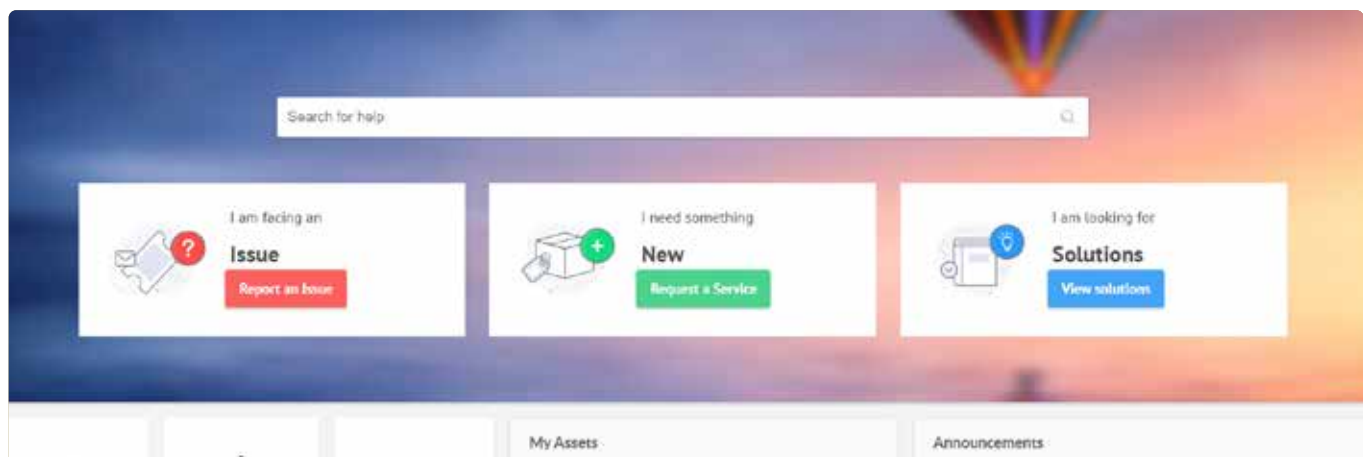 Search for help
I am facing an
Issue
Report an Issue
I need something
New
Request a Service
I am looking for
Solutions
View solutions
My Assets
Announcements